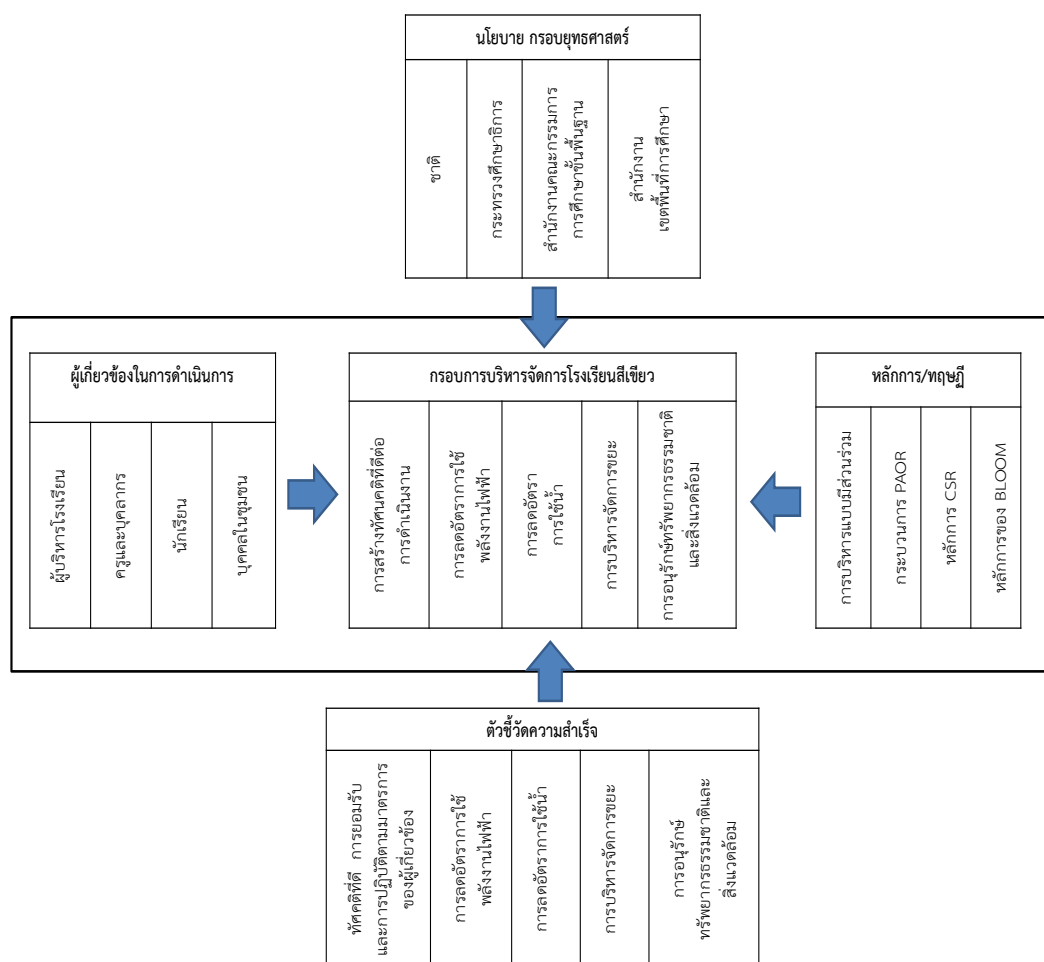 นโยบาย กรอบยุทธศาสตร์
ชาติ
กระทรวงศึกษาธิการ
สำนักงานคณะกรรมการ
การศึกษาขั้นพื้นฐาน
สำนักงาน
เขตพื้นที่การศึกษา
ผู้เกี่ยวข้องในการดำเนินการ
ผู้บริหารโรงเรียน
ครูและบุคลากร
นักเรียน
บุคคลในชุมชน
กรอบการบริหารจัดการโรงเรียนสีเขียว
การสร้างทัศนคติที่ดีต่อ
การดำเนินงาน
การลดอัตราการใช้
พลังงานไฟฟ้า
การลดอัตรา
การใช้น้ำ
การบริหารจัดการขยะ
การอนุรักษ์ทรัพยากรธรรมชาติ
และสิ่งแวดล้อม
หลักการ/ทฤษฎี
การบริหารแบบมีส่วนร่วม
กระบวนการ PAOR
หลักการ CSR
หลักการของ BLOOM
ตัวชี้วัดความสำเร็จ
ทัศคติที่ดี การยอมรับ
และการปฏิบัติตามมาตรการ
ของผู้เกี่ยวข้อง
การลดอัตราการใช้
พลังงานไฟฟ้า
การลดอัตราการใช้น้ำ
การบริหารจัดการขยะ
การอนุรักษ์
ทรัพยากรธรรมชาติและ
สิ่งแวดล้อม